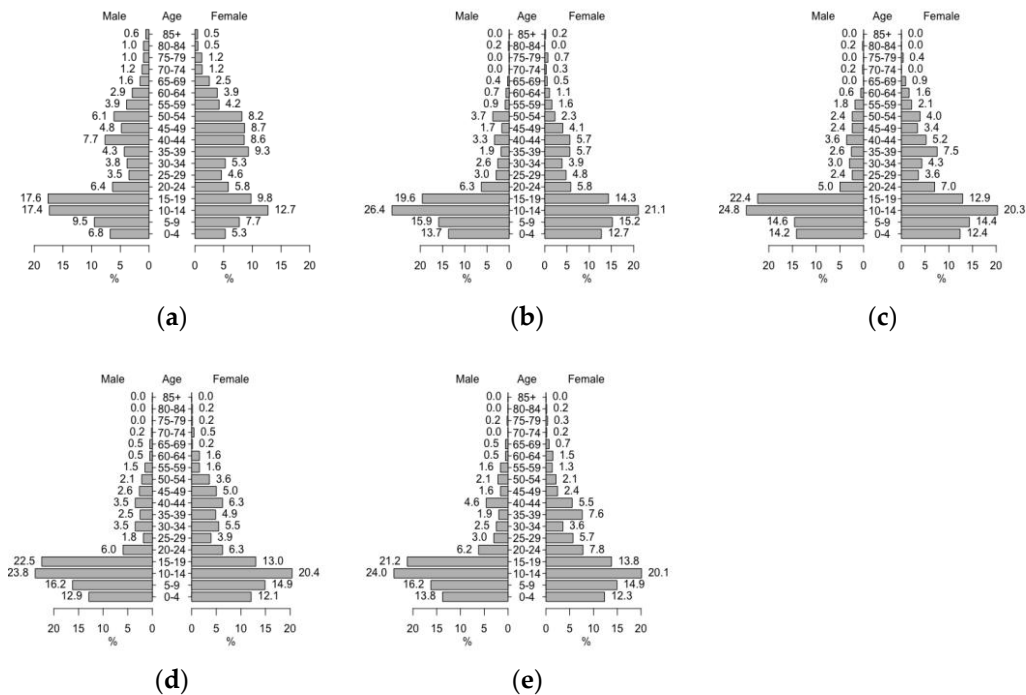 Male Age Female
0.6 85+ 0.5
1.0 80-84 0.5
1.0 75-79 1.2
1.2 70-74 1.2
1.6 65-69 2.5
2.9 60-64 3.9
3.9 55-59 4.2
6.1 50-54 8.2
4.8 45-49 8.7
7.7 40-44 8.6
4.3 35-39 9.3
3.8 30-34 5.3
3.5 25-29 4.6
6.4 20-24 5.8
17.6 15-19 9.8
17.4 10-14 12.7
9.5 5-9 7.7
6.8 0-4 5.3
20 15 10 5 0 0 5 10 15 20
% %
(a)
Male Age Female
0.0 85+ 0.2
0.2 80-84 0.0
0.0 75-79 0.7
0.0 70-74 0.3
0.4 65-69 0.5
0.7 60-64 1.1
0.9 55-59 1.6
3.7 50-54 2.3
1.7 45-49 4.1
3.3 40-44 5.7
1.9 35-39 5.7
2.6 30-34 3.9
3.0 25-29 4.8
6.3 20-24 5.8
19.6 15-19 14.3
26.4 10-14 21.1
15.9 5-9 15.2
13.7 0-4 12.7
25 20 15 10 5 0 0 5 10 15 20
% %
(b)
Male Age Female
0.0 85+ 0.0
0.2 80-84 0.0
0.0 75-79 0.4
0.2 70-74 0.0
0.0 65-69 0.9
0.6 60-64 1.6
1.8 55-59 2.1
2.4 50-54 4.0
2.4 45-49 3.4
3.6 40-44 5.2
2.6 35-39 7.5
3.0 30-34 4.3
2.4 25-29 3.6
5.0 20-24 7.0
22.4 15-19 12.9
24.8 10-14 20.3
14.6 5-9 14.4
14.2 0-4 12.4
20 15 10 5 0 0 5 10 15 20
% %
(c)
Male Age Female
0.0 85+ 0.0
0.0 80-84 0.2
0.0 75-79 0.2
0.2 70-74 0.5
0.5 65-69 0.2
0.5 60-64 1.6
1.5 55-59 1.6
2.1 50-54 3.6
2.6 45-49 5.0
3.5 40-44 6.3
2.5 35-39 4.9
3.5 30-34 5.5
1.8 25-29 3.9
6.0 20-24 6.3
22.5 15-19 13.0
23.8 10-14 20.4
16.2 5-9 14.9
12.9 0-4 12.1
20 15 10 5 0 0 5 10 15 20
% %
(d)
Male Age Female
0.0 85+ 0.0
0.0 80-84 0.2
0.2 75-79 0.3
0.0 70-74 0.2
0.5 65-69 0.7
0.5 60-64 1.5
1.6 55-59 1.3
2.1 50-54 2.1
1.6 45-49 2.4
4.6 40-44 5.5
1.9 35-39 7.6
2.5 30-34 3.6
3.0 25-29 5.7
6.2 20-24 7.8
21.2 15-19 13.8
24.0 10-14 20.1
16.2 5-9 14.9
13.8 0-4 12.3
20 15 10 5 0 0 5 10 15 20
% %
(e)